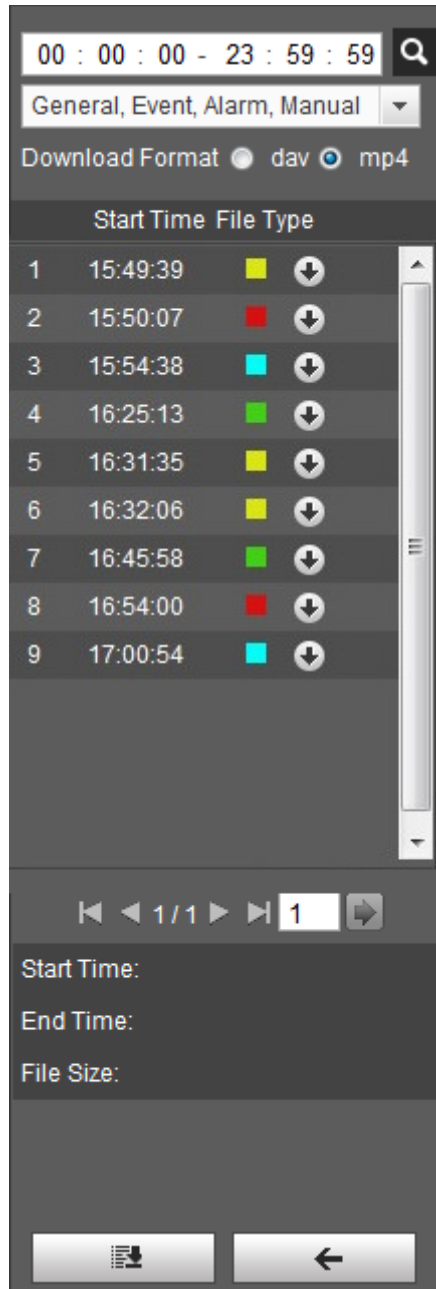 00 : 00 : 00 - 23 : 59 : 59
General, Event, Alarm, Manual
Download Format dav mp4
Start Time File Type
1 15:49:39
2 15:50:07
3 15:54:38
4 16:25:13
5 16:31:35
6 16:32:06
7 16:45:58
8 16:54:00
9 17:00:54
1 / 1 1
Start Time:
End Time:
File Size: